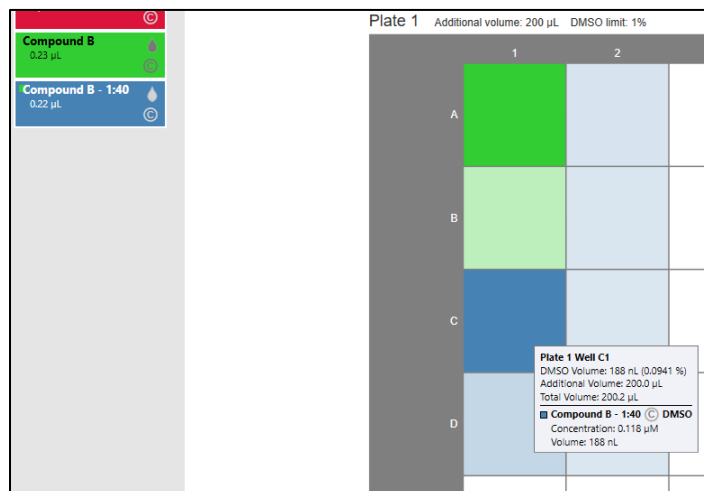 ©
Compound B
0.23 µL
©
Compound B - 1:40
0.22 µL
©
Plate 1 Additional volume: 200 µL DMSO limit: 1%
1 2
A
B
C
D
Plate 1 Well C1
DMSO Volume: 188 nL (0.0941 %)
Additional Volume: 200.0 µL
Total Volume: 200.2 µL
Compound B - 1:40 © DMSO
Concentration: 0.118 µM
Volume: 188 nL